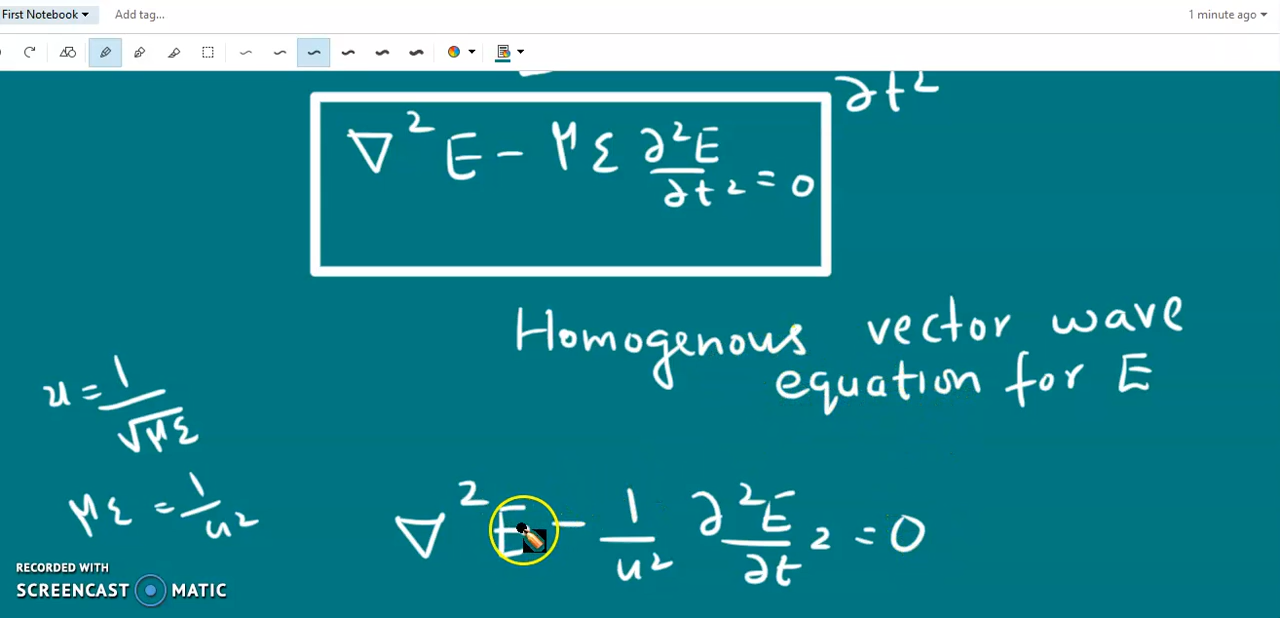 First Notebook Add tag... 1 minute ago
∂t²
∇²E - με ∂²E/∂t² = 0
Homogenous vector wave
equation for E
u = 1/√με
με = 1/u²
∇²E - 1/u² ∂²E/∂t² = 0
RECORDED WITH
SCREENCAST MATIC